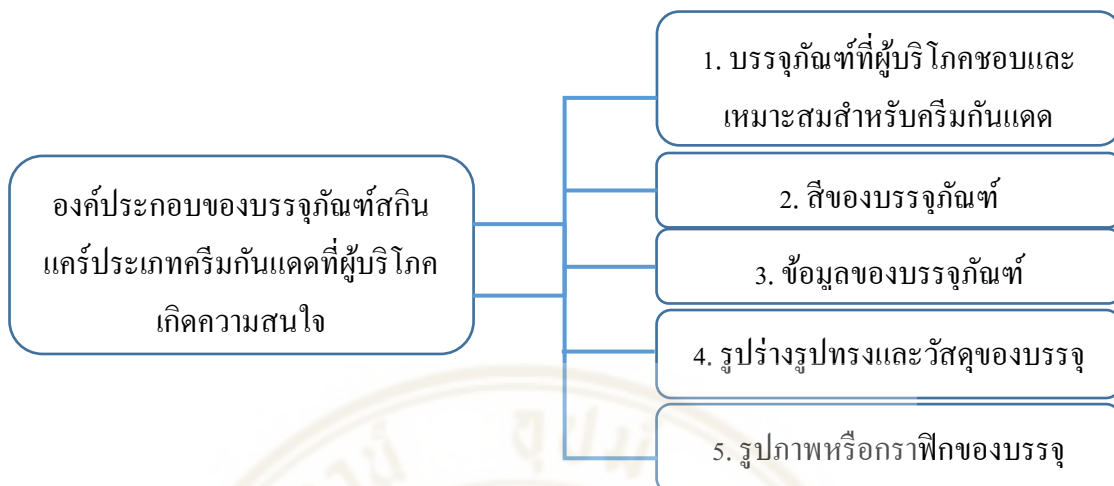 องค์ประกอบของบรรจุภัณฑ์สกิน
แคร์ประเภทครีมกันแดดที่ผู้บริโภค
เกิดความสนใจ
1. บรรจุภัณฑ์ที่ผู้บริโภคชอบและ
เหมาะสมสำหรับครีมกันแดด
2. สีของบรรจุภัณฑ์
3. ข้อมูลของบรรจุภัณฑ์
4. รูปร่างรูปทรงและวัสดุของบรรจุ
5. รูปภาพหรือกราฟิกของบรรจุ